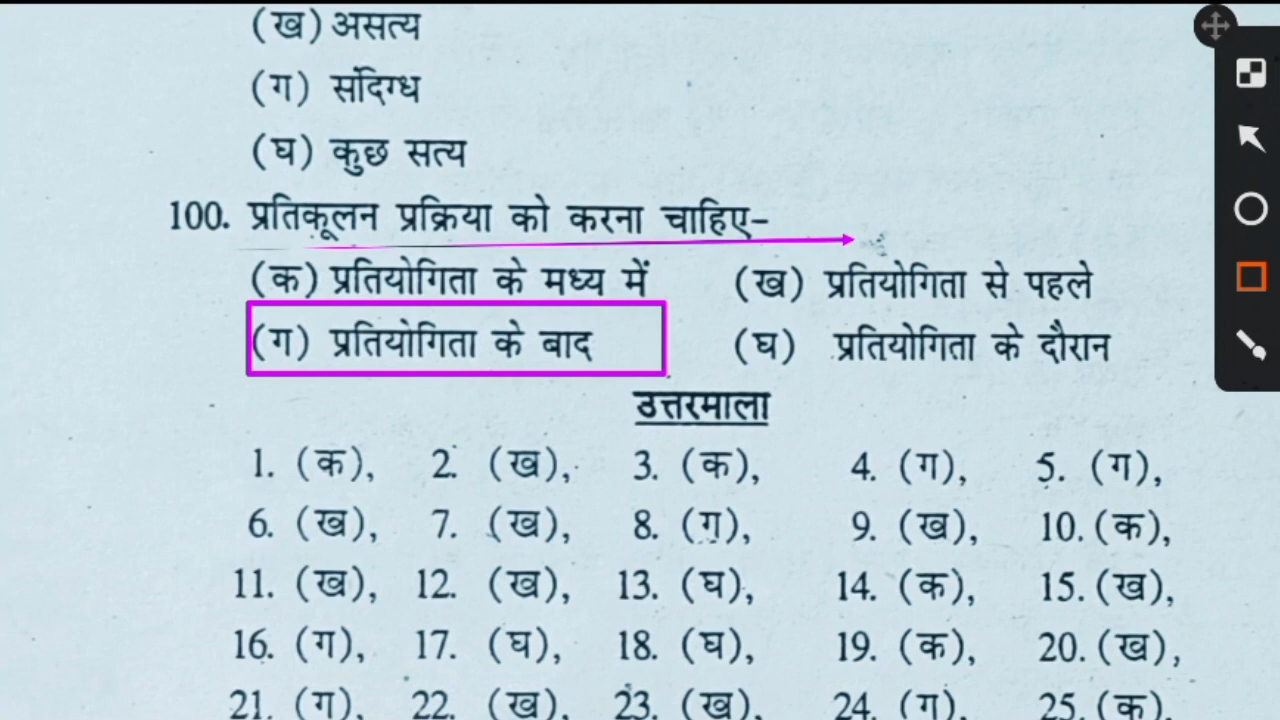 (ख) असत्य
(ग) संदिग्ध
(घ) कुछ सत्य
100. प्रतिकूलन प्रक्रिया को करना चाहिए-
(क) प्रतियोगिता के मध्य में (ख) प्रतियोगिता से पहले
(ग) प्रतियोगिता के बाद (घ) प्रतियोगिता के दौरान
उत्तरमाला
1. (क), 2. (ख), 3. (क), 4. (ग), 5. (ग),
6. (ख), 7. (ख), 8. (ग), 9. (ख), 10. (क),
11. (ख), 12. (ख), 13. (घ), 14. (क), 15. (ख),
16. (ग), 17. (घ), 18. (घ), 19. (क), 20. (ख),
21. (ग), 22. (ख), 23. (ख), 24. (ग), 25. (क),